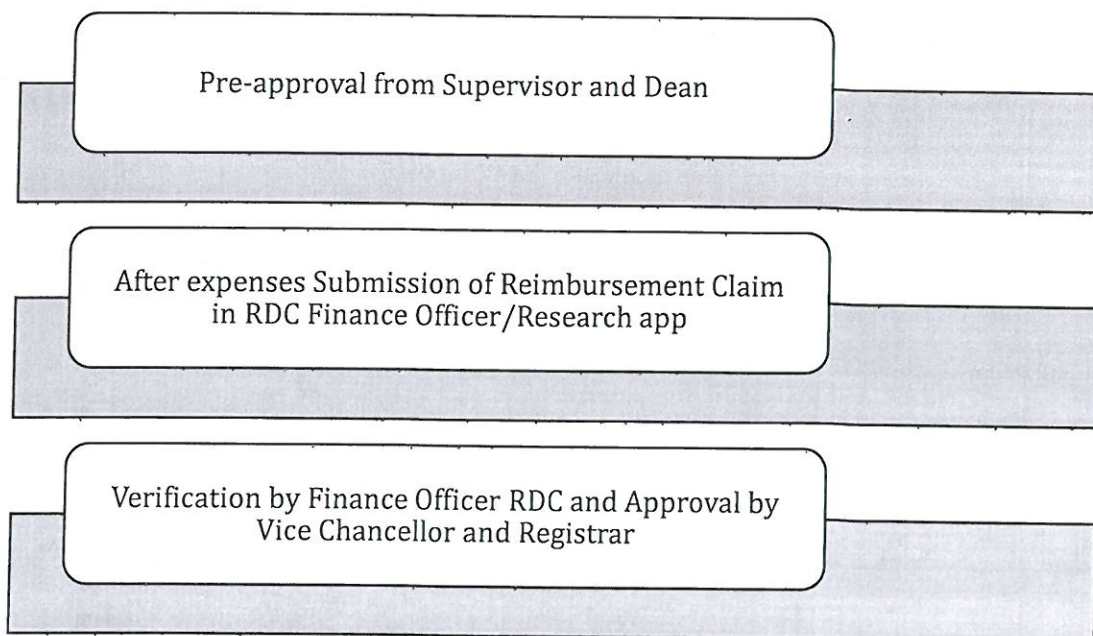 Pre-approval from Supervisor and Dean
After expenses Submission of Reimbursement Claim
in RDC Finance Officer/Research app
Verification by Finance Officer RDC and Approval by
Vice Chancellor and Registrar